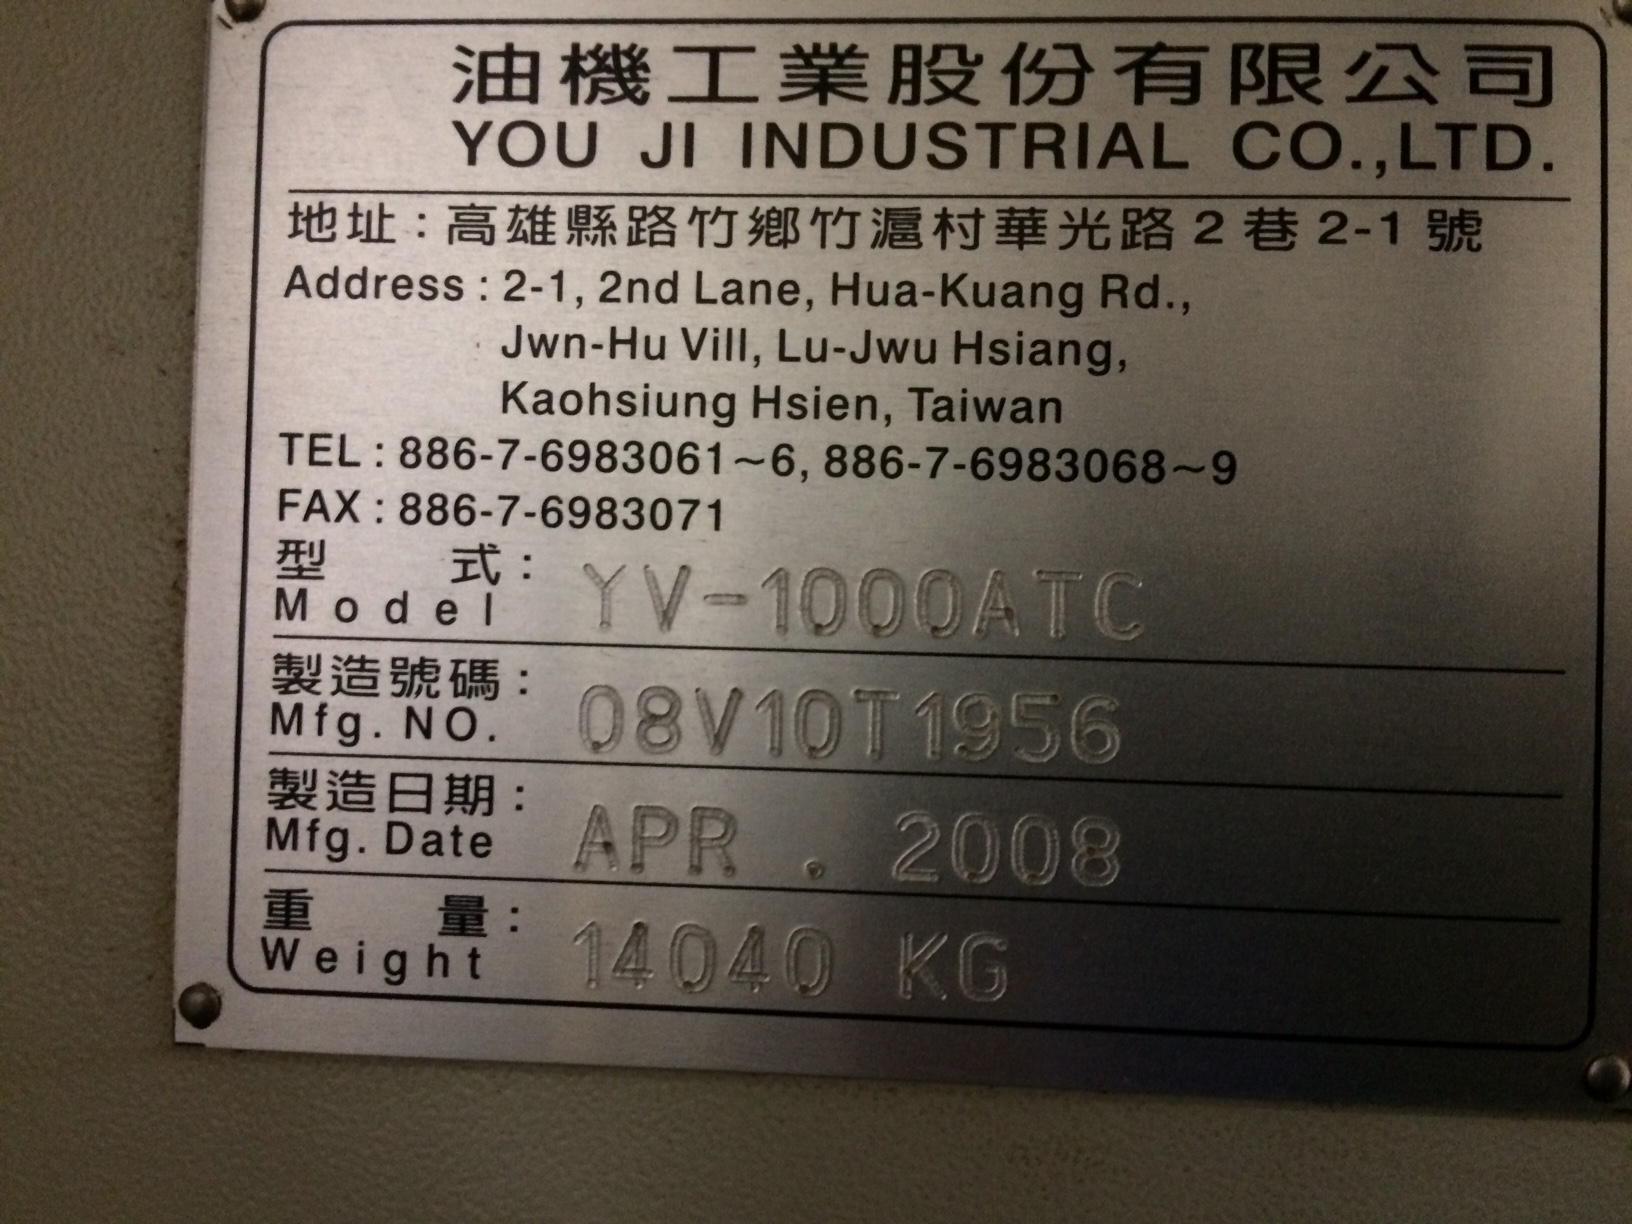 油機工業股份有限公司
YOU JI INDUSTRIAL CO.,LTD.
地址:高雄縣路竹鄉竹滬村華光路2巷2-1號
Address: 2-1, 2nd Lane, Hua-Kuang Rd.,
Jwn-Hu Vill, Lu-Jwu Hsiang,
Kaohsiung Hsien, Taiwan
TEL: 886-7-6983061~6, 886-7-6983068~9
FAX: 886-7-6983071
型式:
Model YV-1000ATC
製造號碼:
Mfg. NO. 08V10T1956
製造日期:
Mfg. Date APR . 2008
重量:
Weight 14040 KG